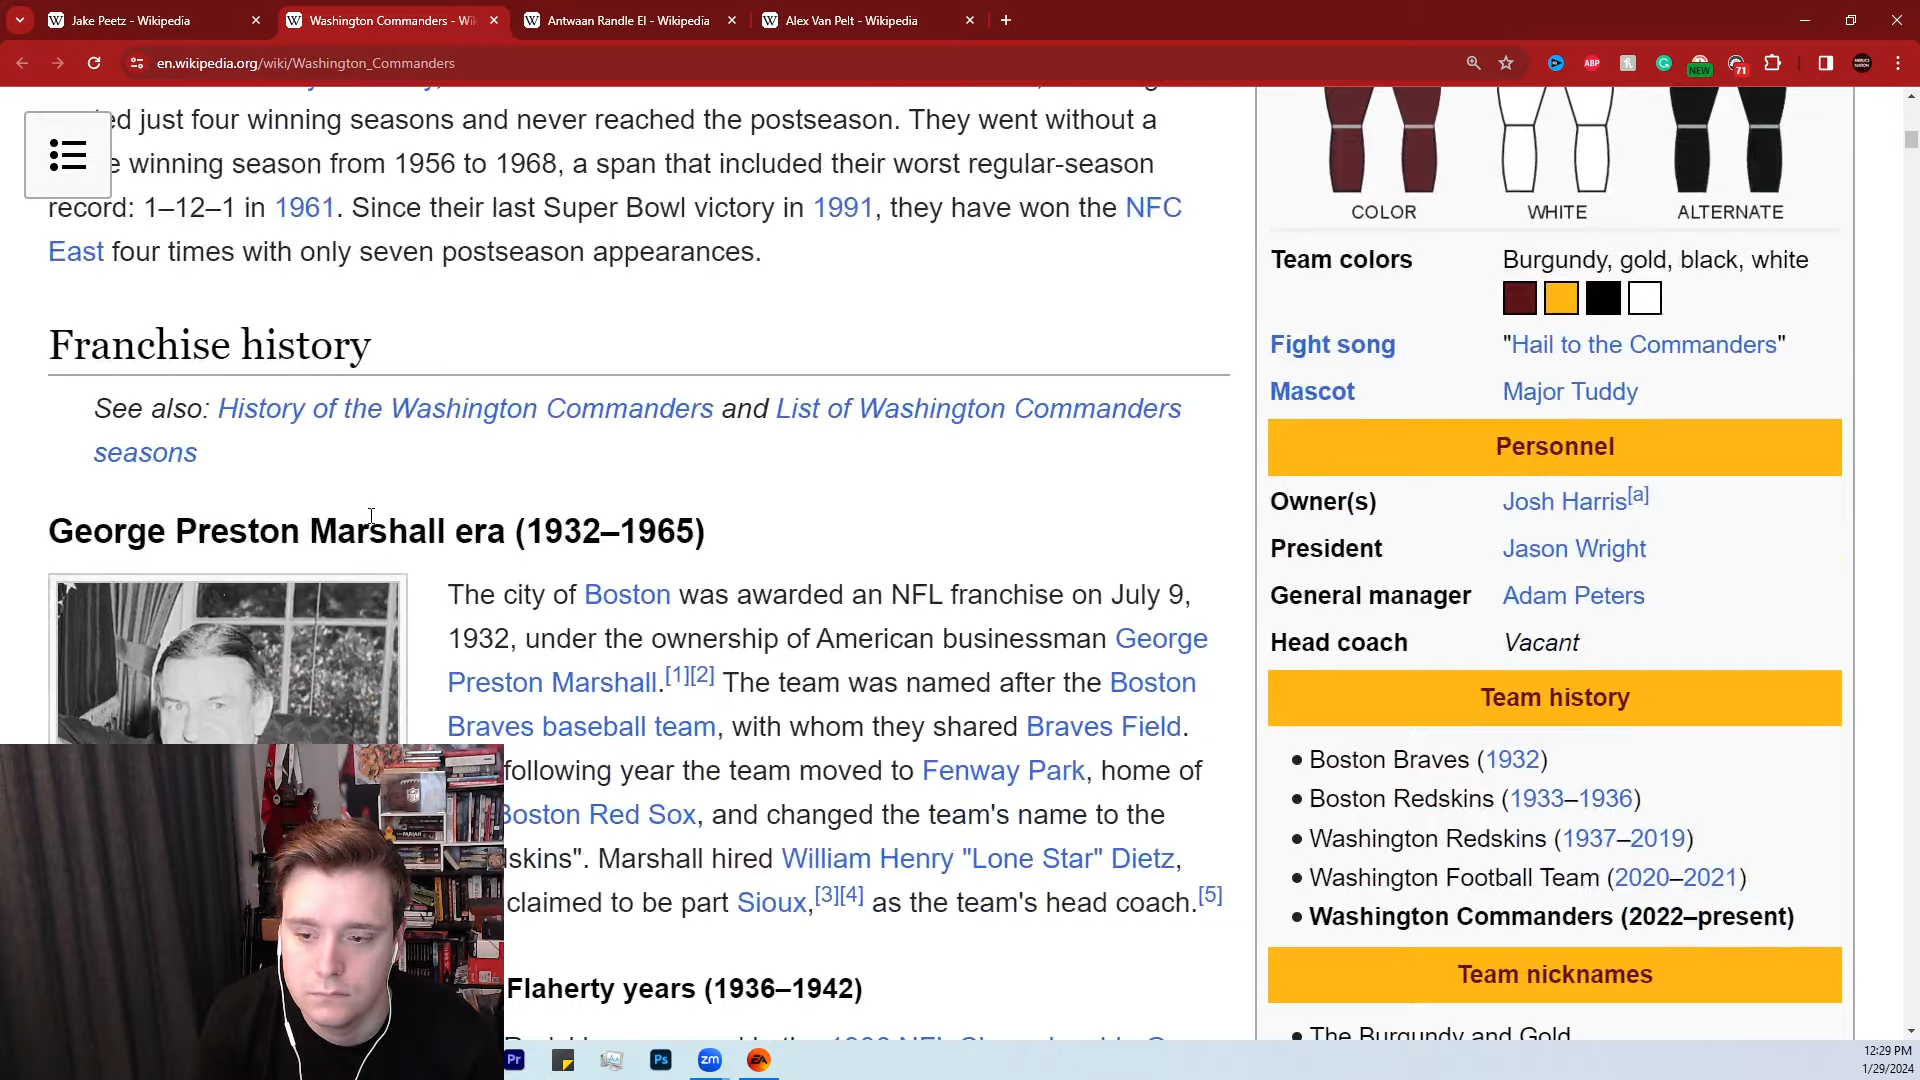 Jake Peetz - Wikipedia
Washington Commanders - Wi
Antwaan Randle El - Wikipedia
Alex Van Pelt - Wikipedia
en.wikipedia.org/wiki/Washington_Commanders
ABP
NEW
71
just four winning seasons and never reached the postseason. They went without a
winning season from 1956 to 1968, a span that included their worst regular-season
record: 1–12–1 in 1961. Since their last Super Bowl victory in 1991, they have won the NFC
East four times with only seven postseason appearances.
Franchise history
See also: History of the Washington Commanders and List of Washington Commanders
seasons
George Preston Marshall era (1932–1965)
The city of Boston was awarded an NFL franchise on July 9,
1932, under the ownership of American businessman George
Preston Marshall.[1][2] The team was named after the Boston
Braves baseball team, with whom they shared Braves Field.
following year the team moved to Fenway Park, home of
Boston Red Sox, and changed the team's name to the
dskins". Marshall hired William Henry "Lone Star" Dietz,
claimed to be part Sioux,[3][4] as the team's head coach.[5]
Flaherty years (1936–1942)
COLOR
WHITE
ALTERNATE
Team colors
Burgundy, gold, black, white
Fight song
"Hail to the Commanders"
Mascot
Major Tuddy
Personnel
Owner(s)
Josh Harris[a]
President
Jason Wright
General manager
Adam Peters
Head coach
Vacant
Team history
• Boston Braves (1932)
• Boston Redskins (1933–1936)
• Washington Redskins (1937–2019)
• Washington Football Team (2020–2021)
• Washington Commanders (2022–present)
Team nicknames
• The Burgundy and Gold
Pr
Ps
zm
EA
12:29 PM
1/29/2024